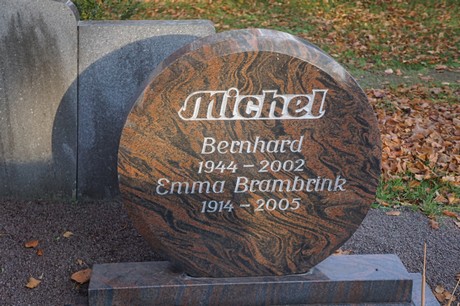 Michel
Bernhard
1944 – 2002
Emma Brambrink
1914 – 2005